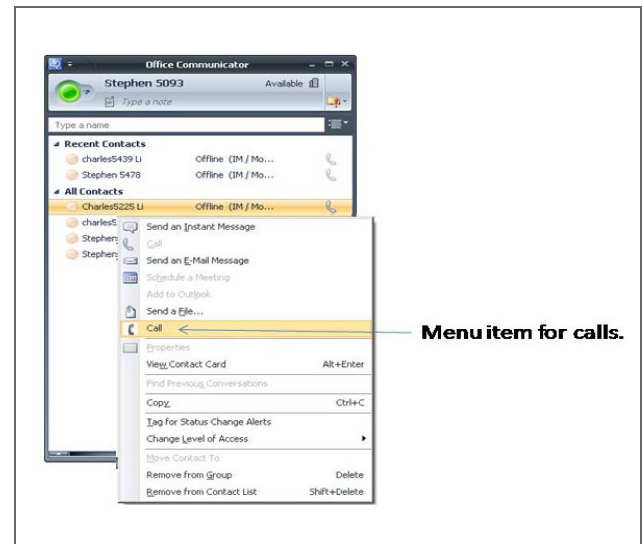 Office Communicator
Stephen 5093 Available
Type a note
Type a name
Recent Contacts
charles5439 Li Offline (IM / Mo...
Stephen 5478 Offline (IM / Mo...
All Contacts
Charles5225 Li Offline (IM / Mo...
charles5
Stephen
Stephen
Send an Instant Message
Call
Send an E-Mail Message
Schedule a Meeting
Add to Outlook
Send a File...
Call
Menu item for calls.
Properties
View Contact Card Alt+Enter
Find Previous Conversations
Copy Ctrl+C
Tag for Status Change Alerts
Change Level of Access
Move Contact To
Remove from Group Delete
Remove from Contact List Shift+Delete